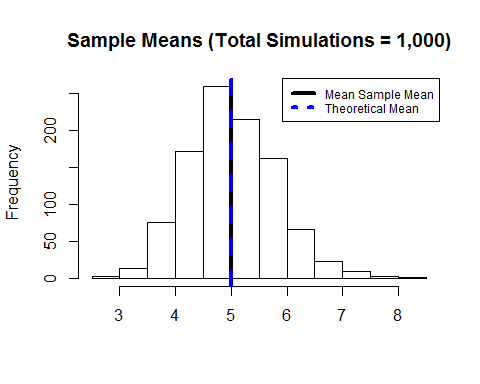 Sample Means (Total Simulations = 1,000)
Mean Sample Mean
Theoretical Mean
Frequency
200
100
50
0
3 4 5 6 7 8